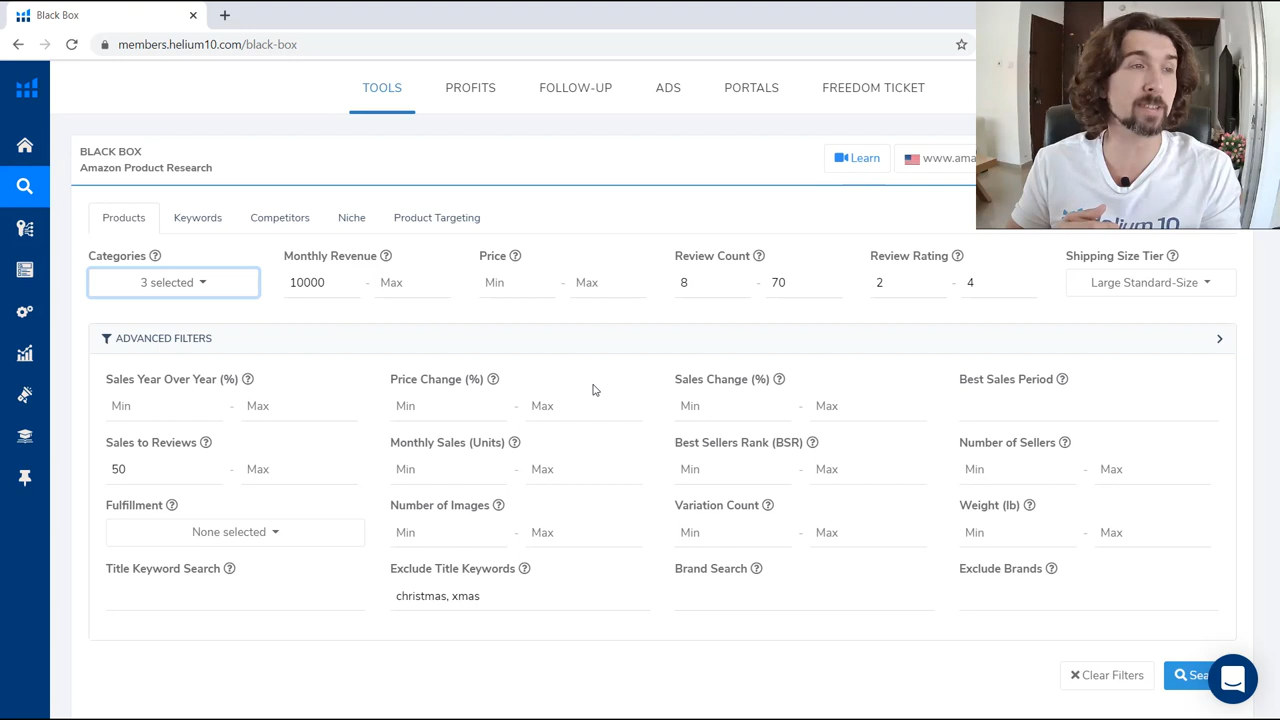 Black Box
members.helium10.com/black-box
TOOLS
PROFITS
FOLLOW-UP
ADS
PORTALS
FREEDOM TICKET
BLACK BOX
Amazon Product Research
Learn
www.ama
Products
Keywords
Competitors
Niche
Product Targeting
Categories
Monthly Revenue
Price
Review Count
Review Rating
Shipping Size Tier
3 selected
10000 - Max
Min - Max
8 - 70
2 - 4
Large Standard-Size
ADVANCED FILTERS
Sales Year Over Year (%)
Price Change (%)
Sales Change (%)
Best Sales Period
Min - Max
Min - Max
Min - Max
Sales to Reviews
Monthly Sales (Units)
Best Sellers Rank (BSR)
Number of Sellers
50 - Max
Min - Max
Min - Max
Min - Max
Fulfillment
Number of Images
Variation Count
Weight (lb)
None selected
Min - Max
Min - Max
Min - Max
Title Keyword Search
Exclude Title Keywords
Brand Search
Exclude Brands
christmas, xmas
Clear Filters
Sea